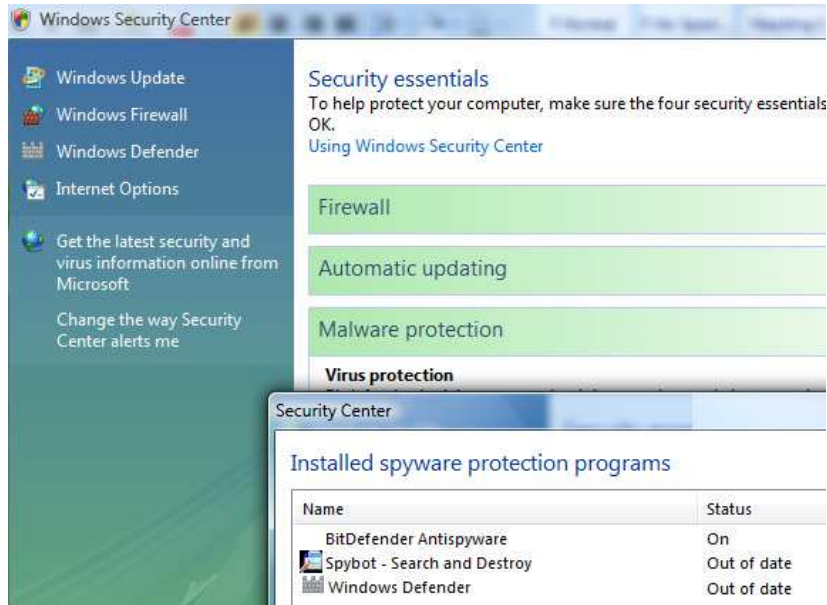 Windows Security Center
Windows Update
Windows Firewall
Windows Defender
Internet Options
Get the latest security and
virus information online from
Microsoft
Change the way Security
Center alerts me
Security essentials
To help protect your computer, make sure the four security essentials
OK.
Using Windows Security Center
Firewall
Automatic updating
Malware protection
Virus protection
Security Center
Installed spyware protection programs
Name Status
BitDefender Antispyware On
Spybot - Search and Destroy Out of date
Windows Defender Out of date